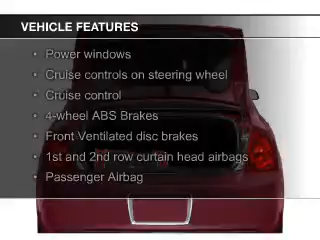 VEHICLE FEATURES
• Power windows
• Cruise controls on steering wheel
• Cruise control
• 4-wheel ABS Brakes
• Front Ventilated disc brakes
• 1st and 2nd row curtain head airbags
• Passenger Airbag